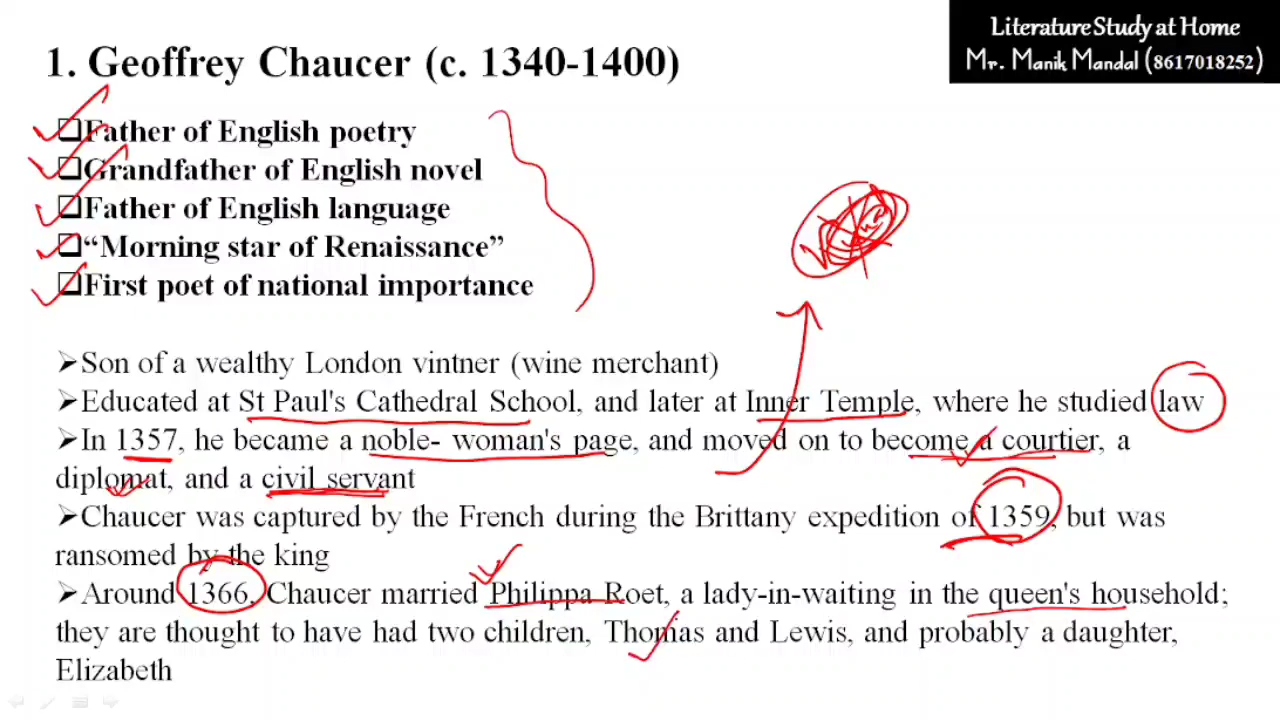 Literature Study at Home
Mr. Manik Mandal (8617018252)
1. Geoffrey Chaucer (c. 1340-1400)
❑Father of English poetry
❑Grandfather of English novel
❑Father of English language
❑“Morning star of Renaissance”
❑First poet of national importance
➤Son of a wealthy London vintner (wine merchant)
➤Educated at St Paul's Cathedral School, and later at Inner Temple, where he studied law
➤In 1357, he became a noble- woman's page, and moved on to become a courtier, a
diplomat, and a civil servant
➤Chaucer was captured by the French during the Brittany expedition of 1359, but was
ransomed by the king
➤Around 1366, Chaucer married Philippa Roet, a lady-in-waiting in the queen's household;
they are thought to have had two children, Thomas and Lewis, and probably a daughter,
Elizabeth